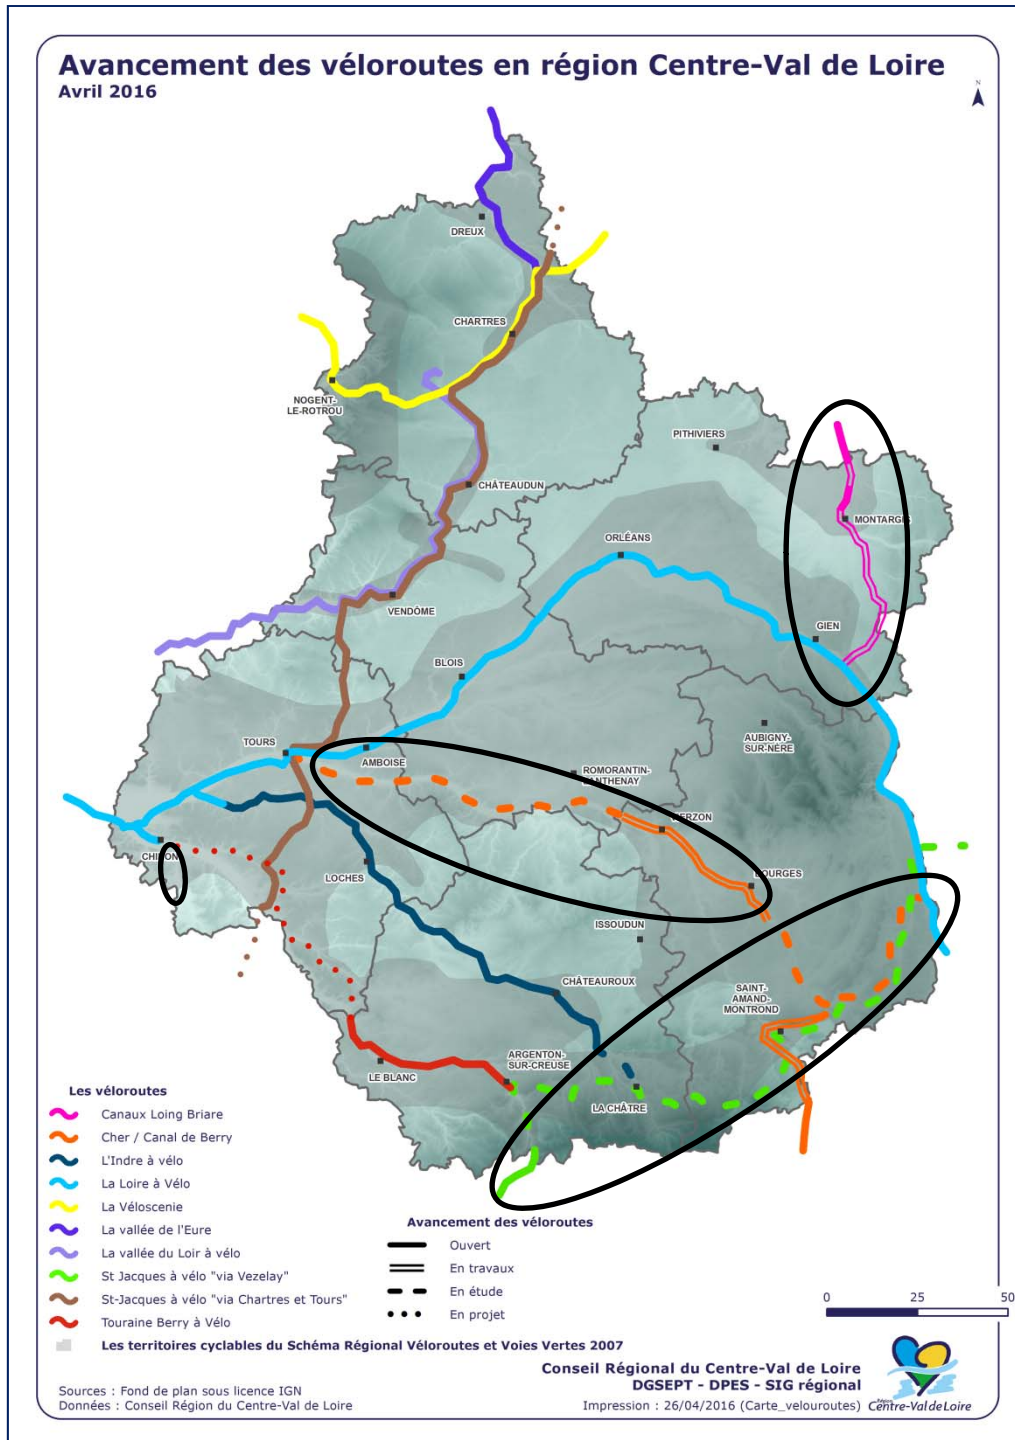 Avancement des véloroutes en région Centre-Val de Loire
Avril 2016
N
DREUX
CHARTRES
NOGENT-
LE-ROTROU
PITHIVIERS
CHÂTEAUDUN
MONTARGIS
ORLÉANS
VENDÔME
GIEN
BLOIS
AUBIGNY-
SUR-NÈRE
TOURS
AMBOISE
ROMORANTIN-
LANTHENAY
VIERZON
CHINON
LOCHES
BOURGES
ISSOUDUN
CHÂTEAUROUX
SAINT-
AMAND-
MONTROND
ARGENTON-
SUR-CREUSE
LE BLANC
LA CHÂTRE
Les véloroutes
Canaux Loing Briare
Cher / Canal de Berry
L'Indre à vélo
La Loire à Vélo
La Véloscenie
La vallée de l'Eure
La vallée du Loir à vélo
St Jacques à vélo "via Vezelay"
St-Jacques à vélo "via Chartres et Tours"
Touraine Berry à Vélo
Les territoires cyclables du Schéma Régional Véloroutes et Voies Vertes 2007
Avancement des véloroutes
Ouvert
En travaux
En étude
En projet
0 25 50
Conseil Régional du Centre-Val de Loire
DGSEPT - DPES - SIG régional
Impression : 26/04/2016 (Carte_velouroutes)
Sources : Fond de plan sous licence IGN
Données : Conseil Région du Centre-Val de Loire
Région
Centre-Val de Loire